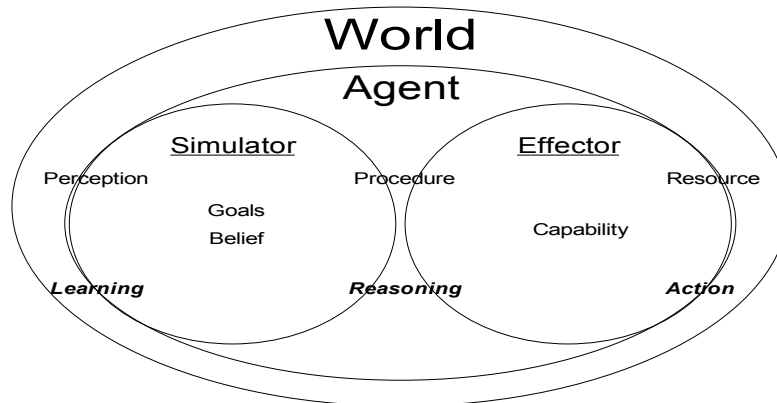 World
Agent
Simulator Effector
Perception Procedure Resource
Goals
Belief
Capability
Learning Reasoning Action